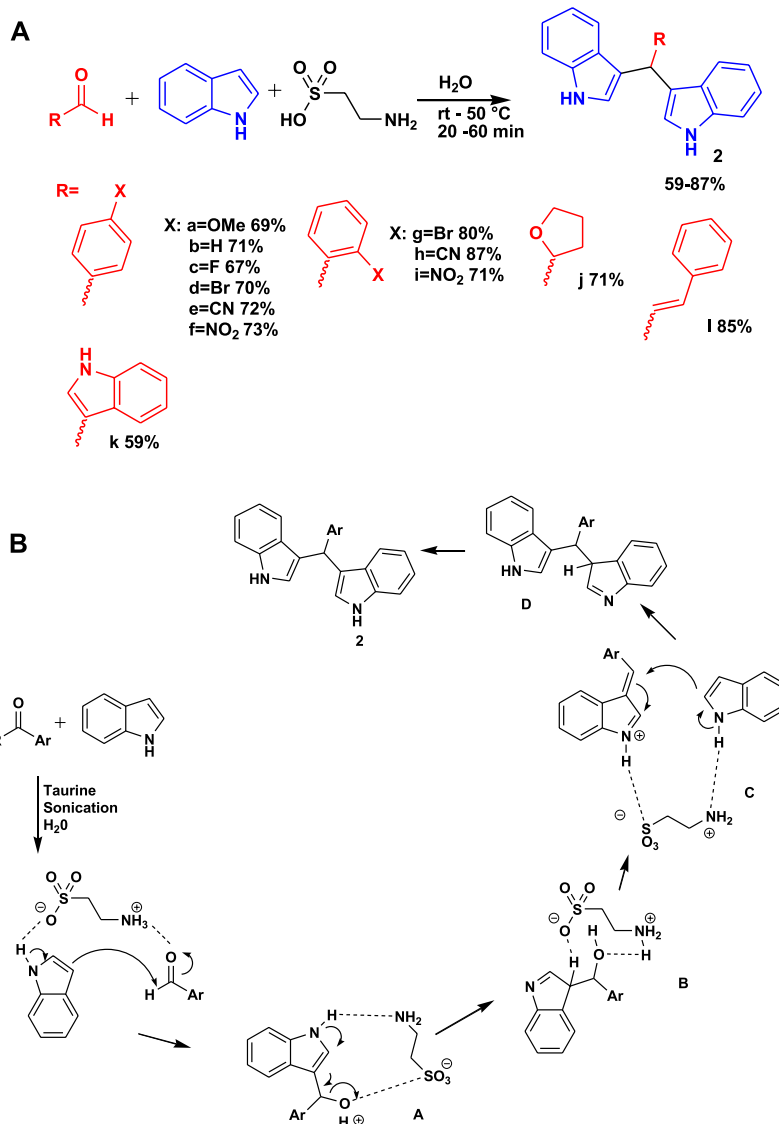 A
O
R
H
+
N
H
+
O
O
S
HO
NH₂
H₂O
rt - 50 °C
20 -60 min
R
HN
N
H
2
59-87%
R=
X
X: a=OMe 69%
b=H 71%
c=F 67%
d=Br 70%
e=CN 72%
f=NO₂ 73%
X
X: g=Br 80%
h=CN 87%
i=NO₂ 71%
O
j 71%
l 85%
H
N
k 59%
B
Ar
HN
N
H
2
Ar
H
HN
N
D
O
Ar
+
N
H
Taurine
Sonication
H₂0
O
O
S
⊖
O
NH₃
⊕
H
N
O
H
Ar
H
N
NH₂
⊖
SO₃
Ar
O
H ⊕
A
O
O
S
⊖
O
⊕
NH₂
H
H
O
H
N
Ar
B
Ar
N
⊕
H
N
H
⊖
S
O₃
NH₂
⊕
C